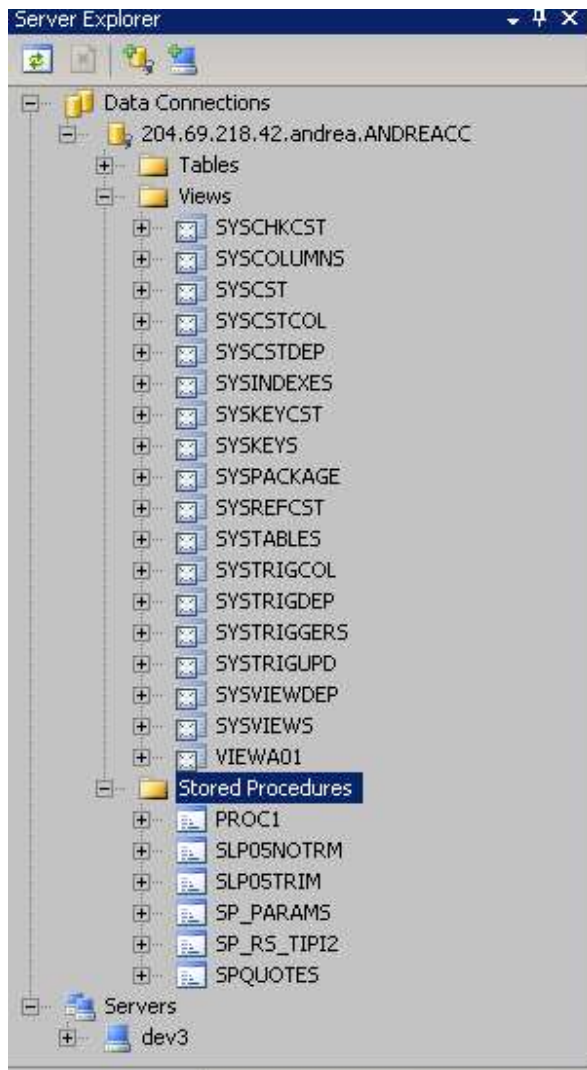 Server Explorer
Data Connections
204.69.218.42.andrea.ANDREACC
Tables
Views
SYSCHKCST
SYSCOLUMNS
SYSCST
SYSCSTCOL
SYSCSTDEP
SYSINDEXES
SYSKEYCST
SYSKEYS
SYSPACKAGE
SYSREFCST
SYSTABLES
SYSTRIGCOL
SYSTRIGDEP
SYSTRIGGERS
SYSTRIGUPD
SYSVIEWDEP
SYSVIEWS
VIEWA01
Stored Procedures
PROC1
SLP05NOTRM
SLP05TRIM
SP_PARAMS
SP_RS_TIPI2
SPQUOTES
Servers
dev3